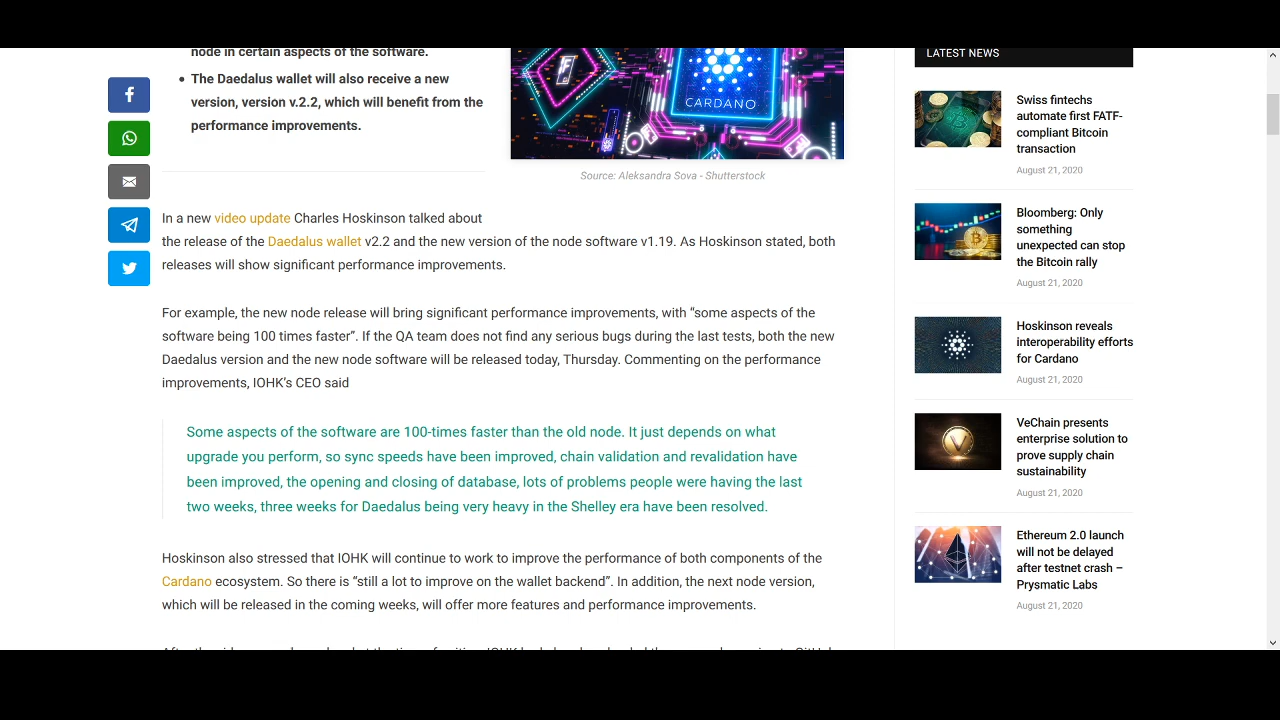 node in certain aspects of the software.
The Daedalus wallet will also receive a new
version, version v.2.2, which will benefit from the
performance improvements.
CARDANO
Source: Aleksandra Sova - Shutterstock
In a new video update Charles Hoskinson talked about
the release of the Daedalus wallet v2.2 and the new version of the node software v1.19. As Hoskinson stated, both
releases will show significant performance improvements.
For example, the new node release will bring significant performance improvements, with “some aspects of the
software being 100 times faster”. If the QA team does not find any serious bugs during the last tests, both the new
Daedalus version and the new node software will be released today, Thursday. Commenting on the performance
improvements, IOHK’s CEO said
Some aspects of the software are 100-times faster than the old node. It just depends on what
upgrade you perform, so sync speeds have been improved, chain validation and revalidation have
been improved, the opening and closing of database, lots of problems people were having the last
two weeks, three weeks for Daedalus being very heavy in the Shelley era have been resolved.
Hoskinson also stressed that IOHK will continue to work to improve the performance of both components of the
Cardano ecosystem. So there is “still a lot to improve on the wallet backend”. In addition, the next node version,
which will be released in the coming weeks, will offer more features and performance improvements.
LATEST NEWS
Swiss fintechs
automate first FATF-
compliant Bitcoin
transaction
August 21, 2020
Bloomberg: Only
something
unexpected can stop
the Bitcoin rally
August 21, 2020
Hoskinson reveals
interoperability efforts
for Cardano
August 21, 2020
VeChain presents
enterprise solution to
prove supply chain
sustainability
August 21, 2020
Ethereum 2.0 launch
will not be delayed
after testnet crash –
Prysmatic Labs
August 21, 2020